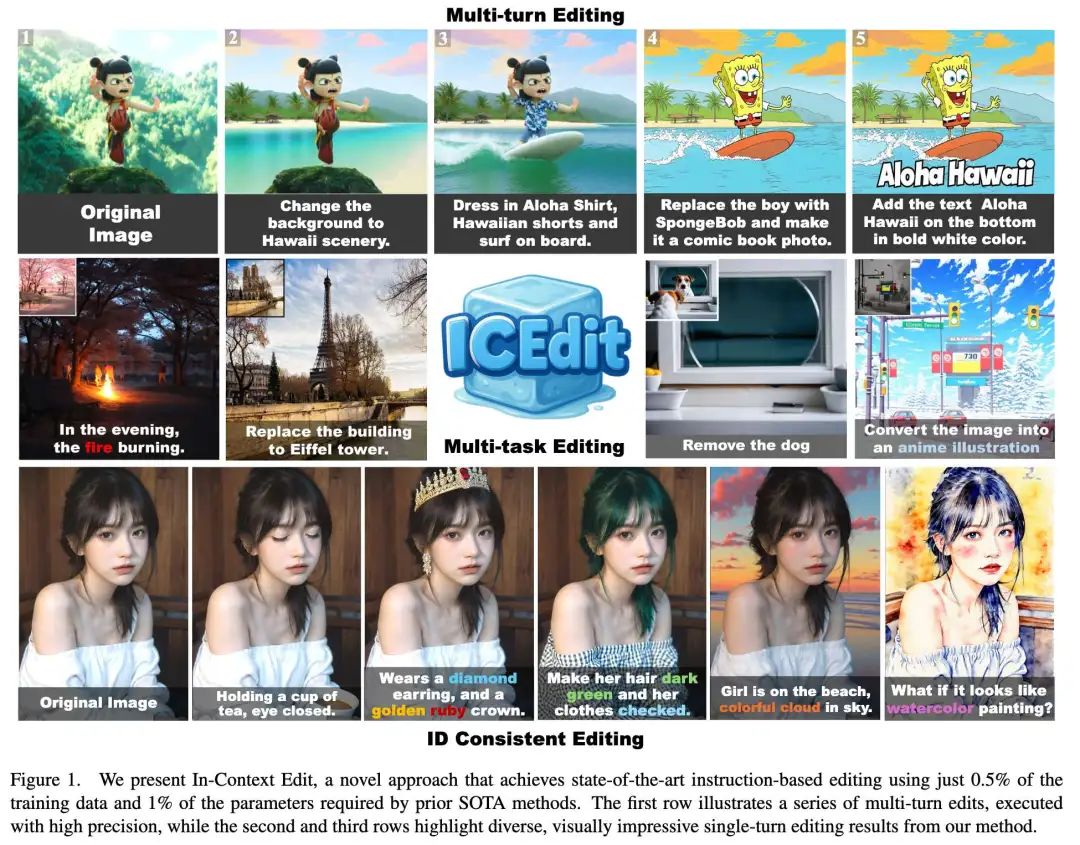 Multi-turn Editing
1
2
3
4
5
Aloha Hawaii
Original
Image
Change the
background to
Hawaii scenery.
Dress in Aloha Shirt,
Hawaiian shorts and
surf on board.
Replace the boy with
SpongeBob and make
it a comic book photo.
Add the text Aloha
Hawaii on the bottom
in bold white color.
In the evening,
the fire burning.
Replace the building
to Eiffel tower.
ICEdit
Multi-task Editing
Remove the dog
730
Convert the image into
an anime illustration
Original Image
Holding a cup of
tea, eye closed.
Wears a diamond
earring, and a
golden ruby crown.
Make her hair dark
green and her
clothes checked.
Girl is on the beach,
colorful cloud in sky.
What if it looks like
watercolor painting?
ID Consistent Editing
Figure 1. We present In-Context Edit, a novel approach that achieves state-of-the-art instruction-based editing using just 0.5% of the
training data and 1% of the parameters required by prior SOTA methods. The first row illustrates a series of multi-turn edits, executed
with high precision, while the second and third rows highlight diverse, visually impressive single-turn editing results from our method.